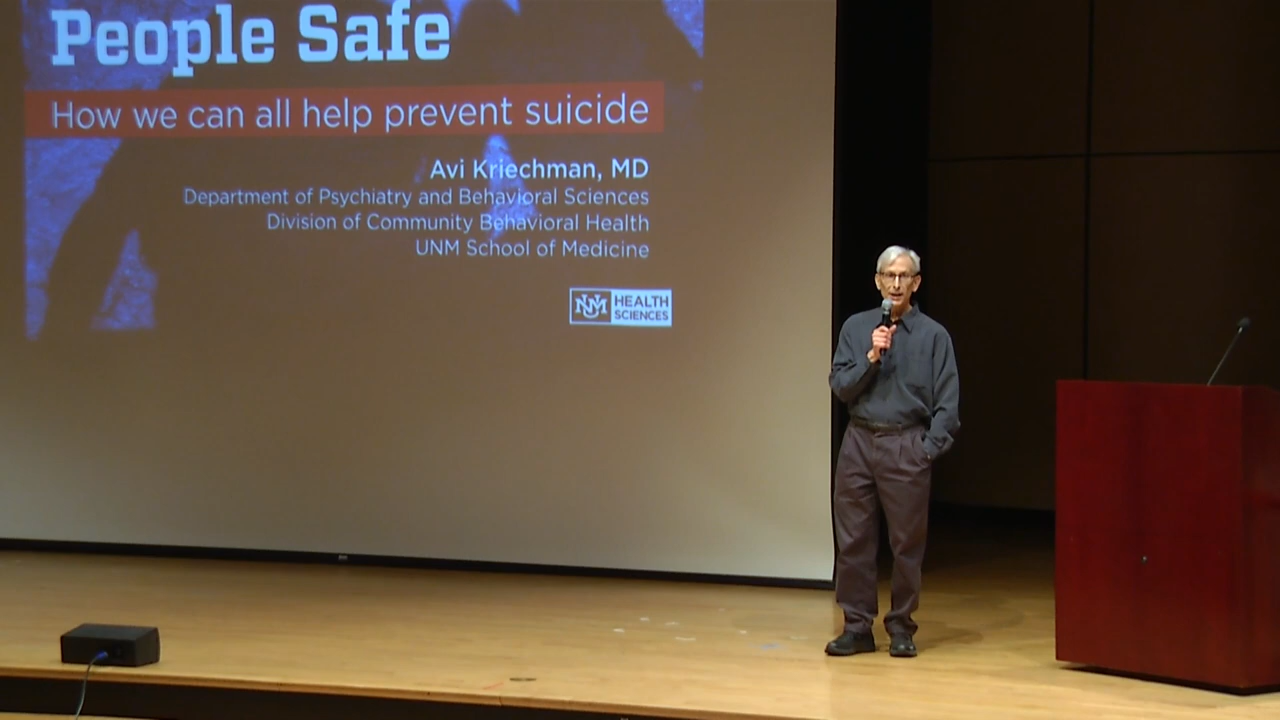 People Safe
How we can all help prevent suicide
Avi Kriechman, MD
Department of Psychiatry and Behavioral Sciences
Division of Community Behavioral Health
UNM School of Medicine
UNM HEALTH
SCIENCES